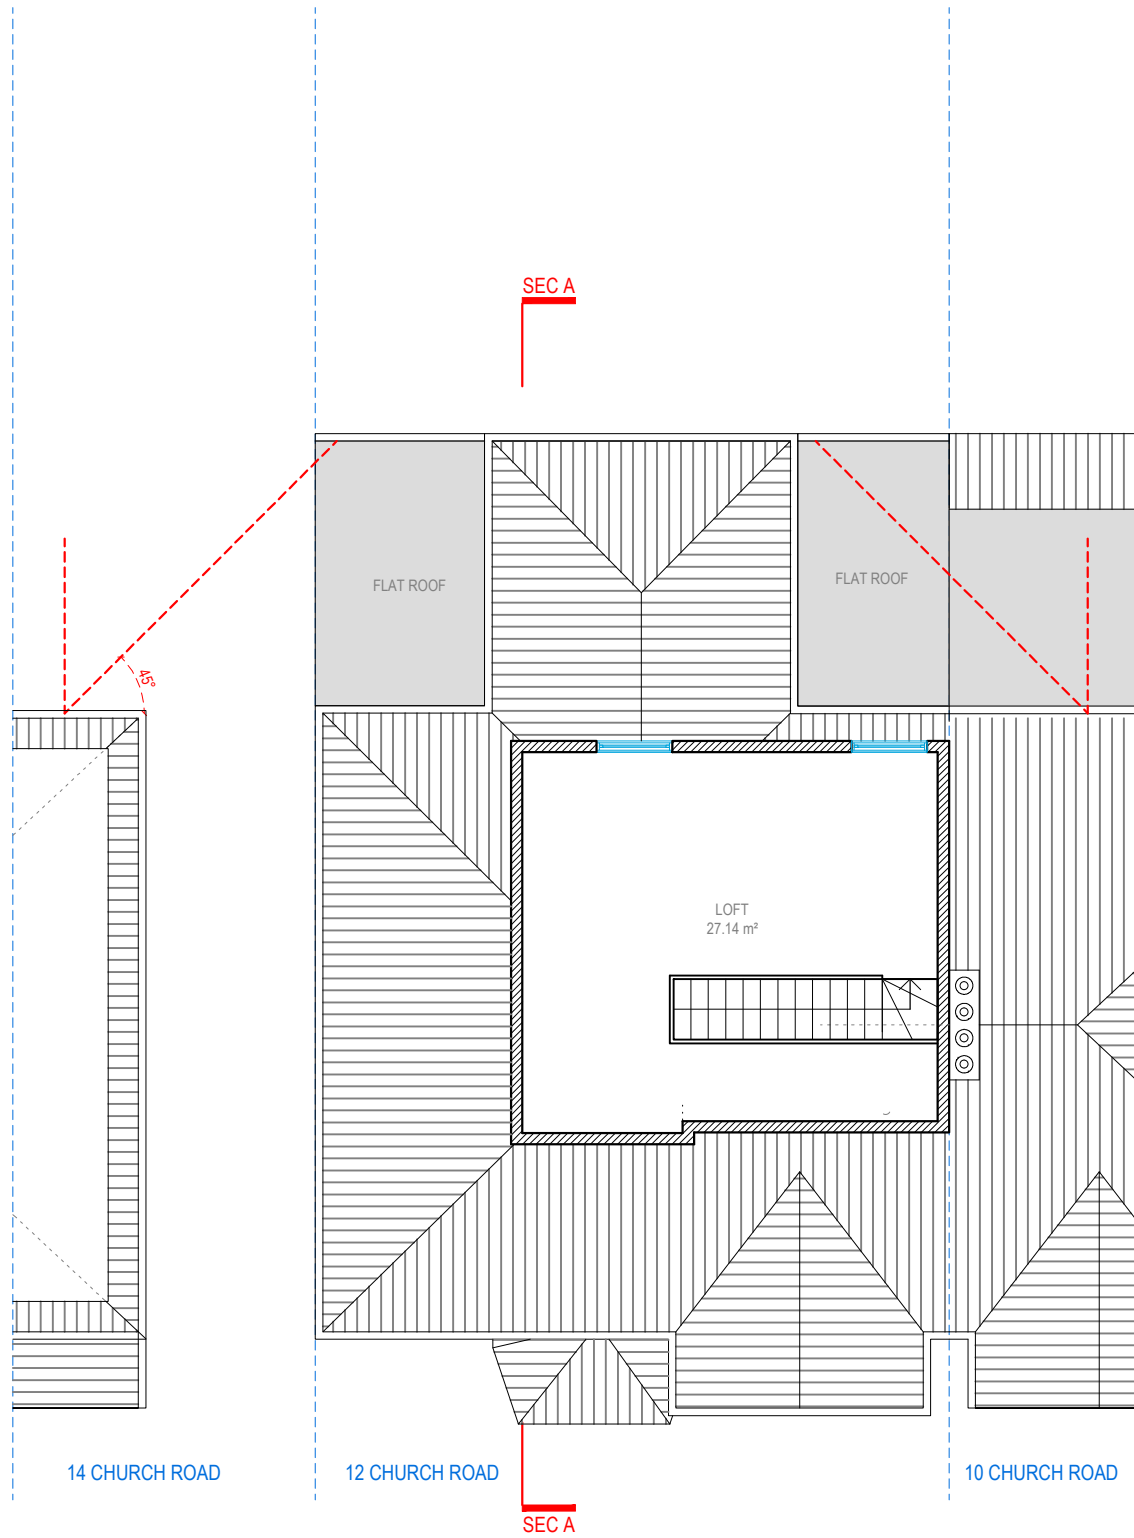 SEC A
FLAT ROOF
FLAT ROOF
45°
LOFT
27.14 m²
14 CHURCH ROAD
12 CHURCH ROAD
10 CHURCH ROAD
SEC A